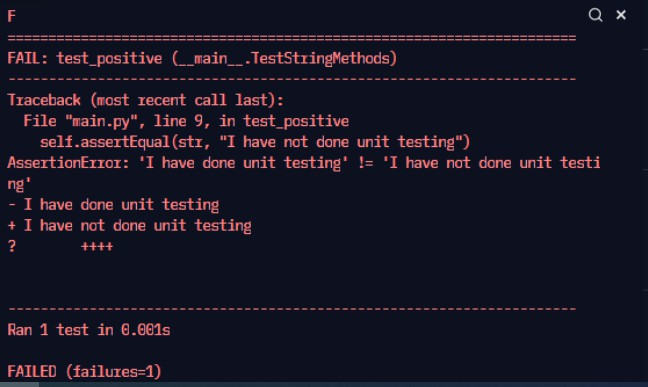 F
======================================================================
FAIL: test_positive (__main__.TestStringMethods)
----------------------------------------------------------------------
Traceback (most recent call last):
  File "main.py", line 9, in test_positive
    self.assertEqual(str, "I have not done unit testing")
AssertionError: 'I have done unit testing' != 'I have not done unit testi
ng'
- I have done unit testing
+ I have not done unit testing
?        ++++
----------------------------------------------------------------------
Ran 1 test in 0.001s
FAILED (failures=1)